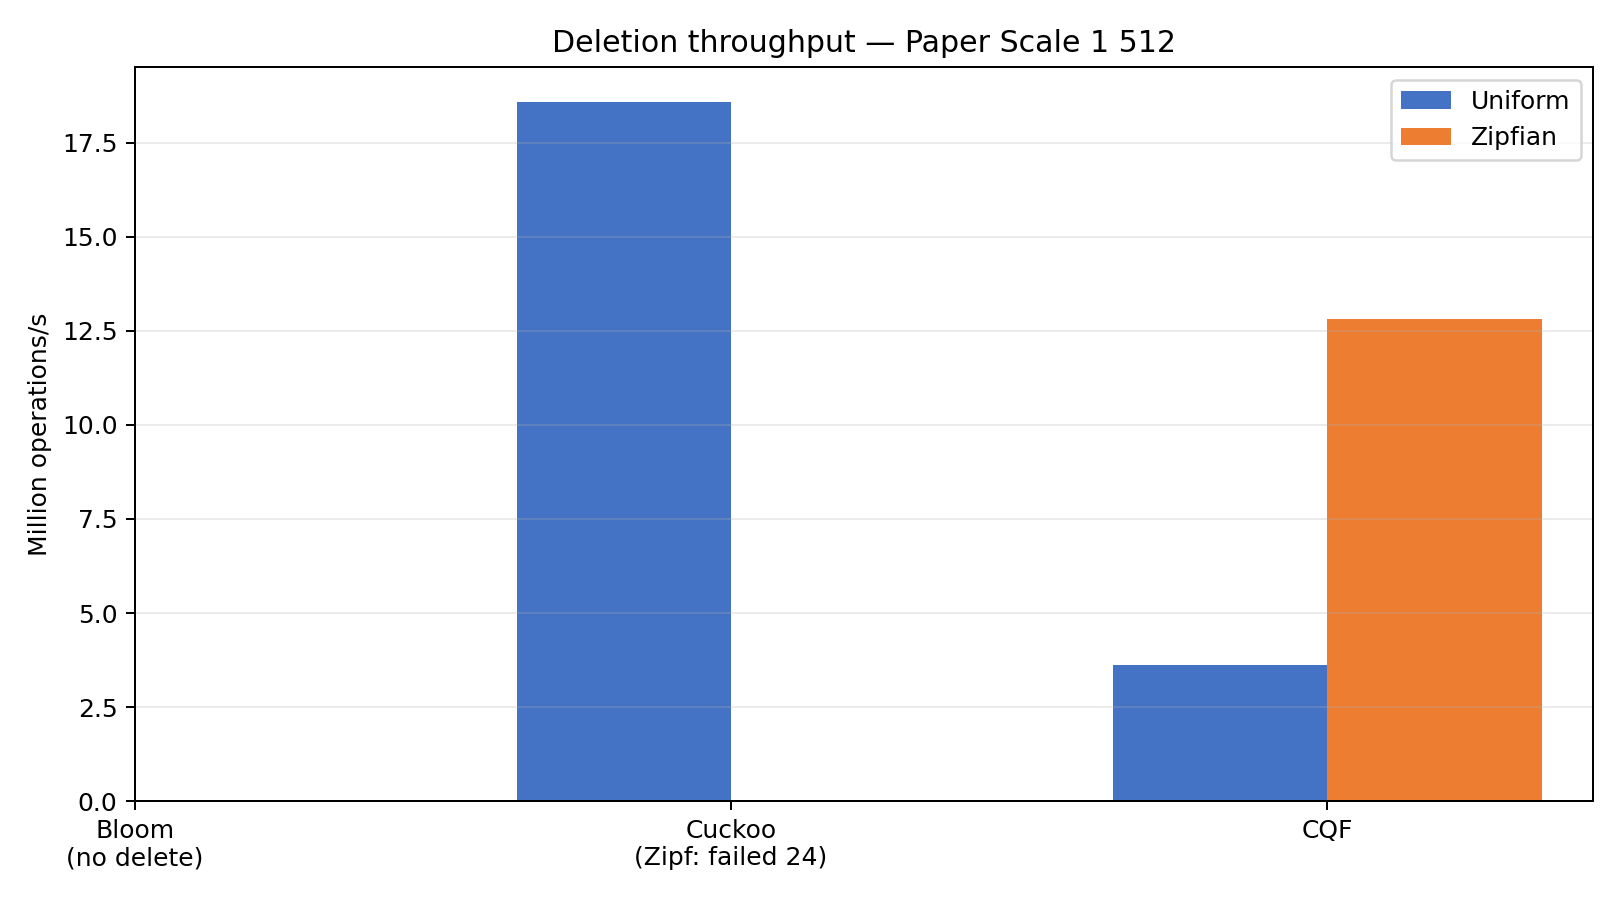 Deletion throughput — Paper Scale 1 512
Uniform
Zipfian
Million operations/s
17.5
15.0
12.5
10.0
7.5
5.0
2.5
0.0
Bloom
(no delete)
Cuckoo
(Zipf: failed 24)
CQF